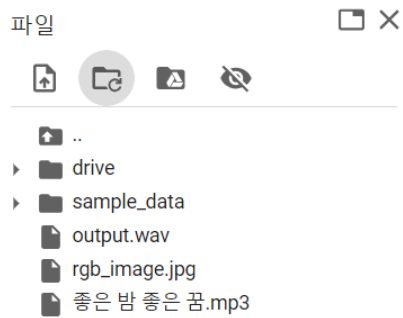 파일
..
drive
sample_data
output.wav
rgb_image.jpg
좋은 밤 좋은 꿈.mp3